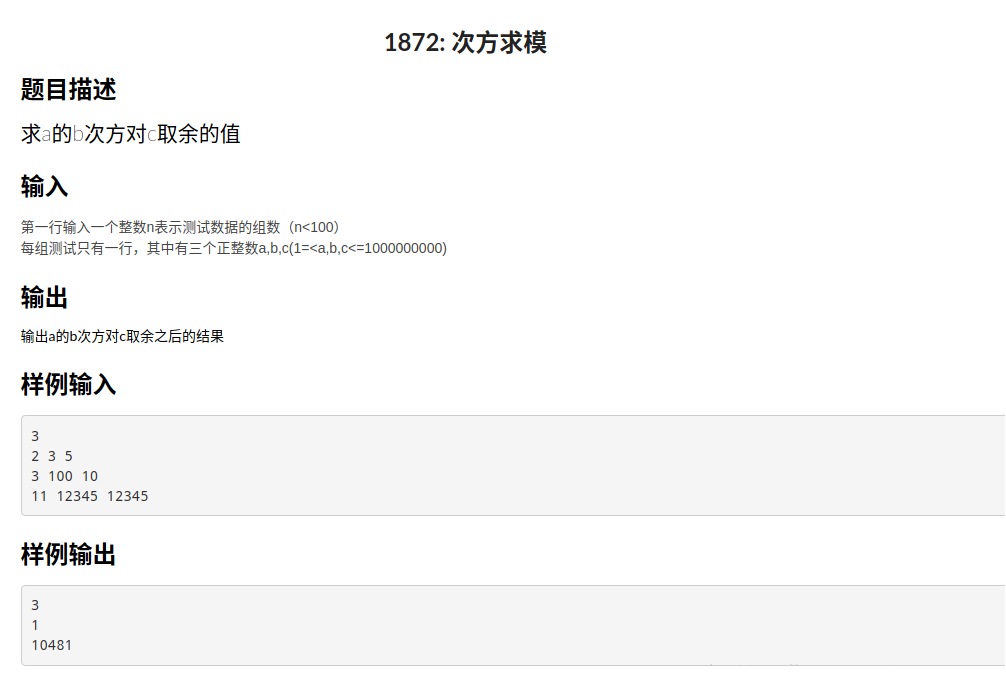 1872: 次方求模
题目描述
求a的b次方对c取余的值
输入
第一行输入一个整数n表示测试数据的组数（n<100）
每组测试只有一行，其中有三个正整数a,b,c(1=<a,b,c<=1000000000)
输出
输出a的b次方对c取余之后的结果
样例输入
3
2 3 5
3 100 10
11 12345 12345
样例输出
3
1
10481